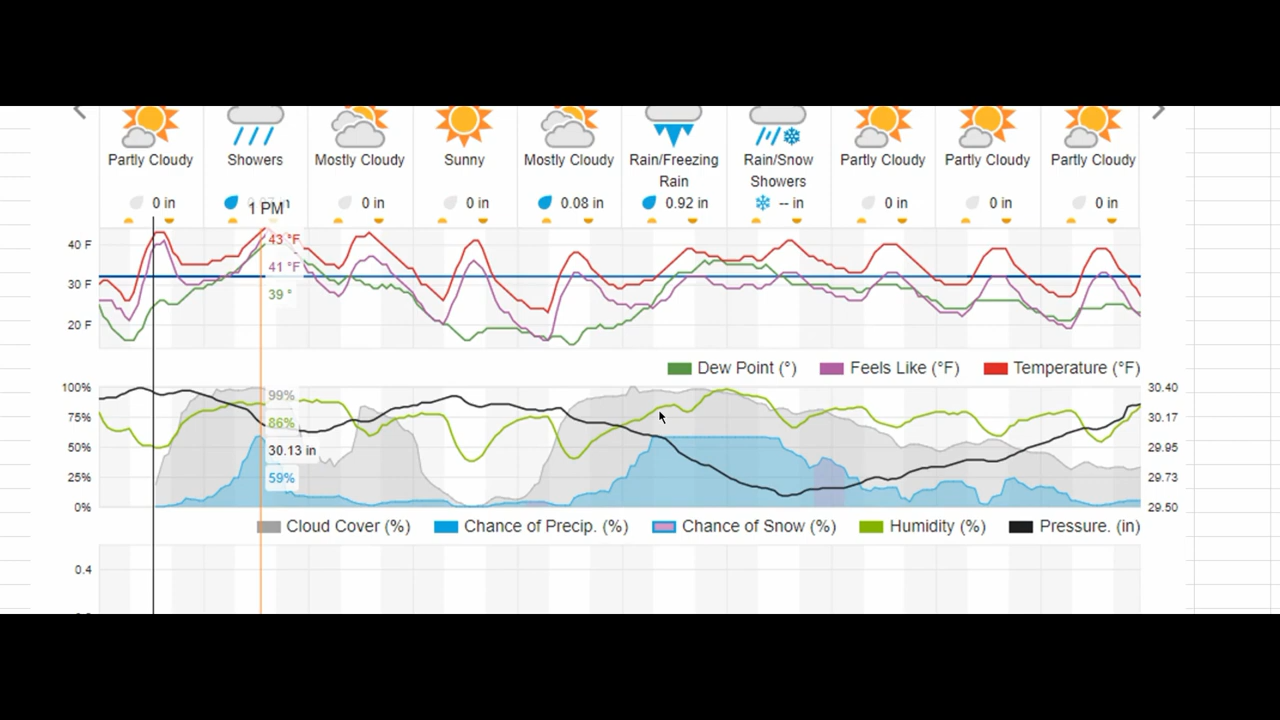 Partly Cloudy Showers Mostly Cloudy Sunny Mostly Cloudy Rain/Freezing Rain Rain/Snow Showers Partly Cloudy Partly Cloudy Partly Cloudy
0 in 0 in 0 in 0.08 in 0.92 in -- in 0 in 0 in 0 in
1 PM
40 F
43 °F
41 °F
30 F
39 °
20 F
Dew Point (°) Feels Like (°F) Temperature (°F)
100% 30.40
99%
75% 30.17
86%
50% 29.95
30.13 in
25% 29.73
59%
0% 29.50
Cloud Cover (%) Chance of Precip. (%) Chance of Snow (%) Humidity (%) Pressure. (in)
0.4